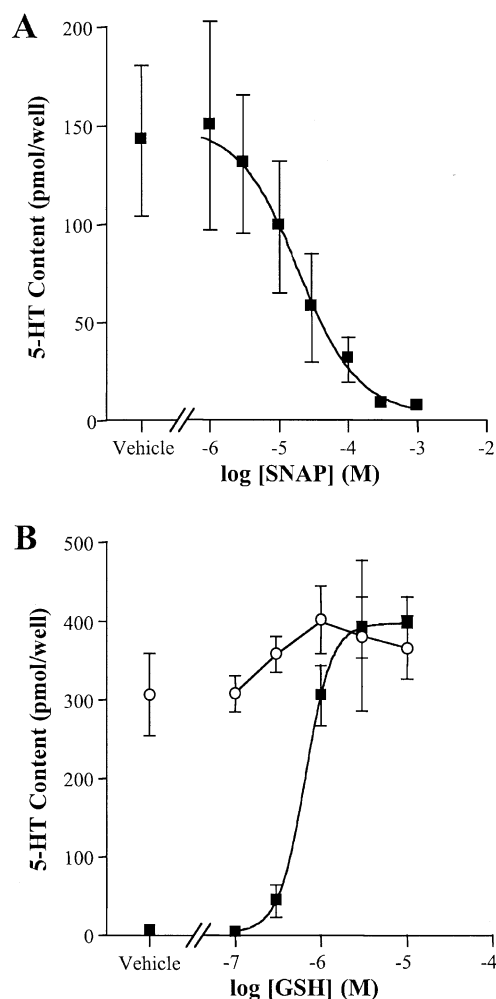 A
200
150
100
50
0
5-HT Content (pmol/well)
Vehicle -6 -5 -4 -3 -2
log [SNAP] (M)
B
500
400
300
200
100
0
5-HT Content (pmol/well)
Vehicle -7 -6 -5 -4
log [GSH] (M)